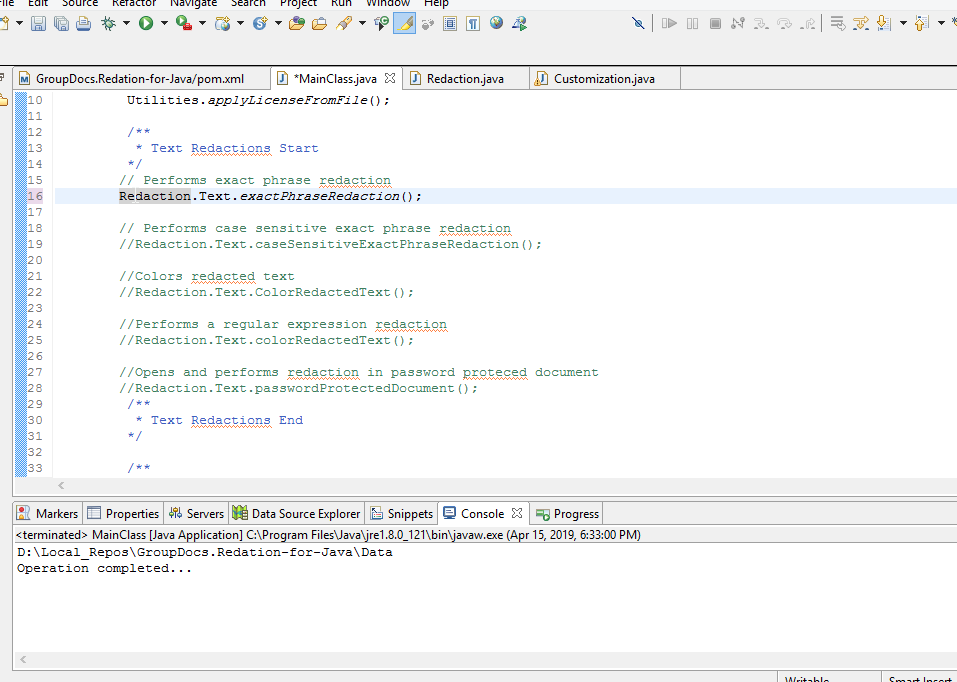 File Edit Source Refactor Navigate Search Project Run Window Help
GroupDocs.Redation-for-Java/pom.xml *MainClass.java Redaction.java Customization.java
10 Utilities.applyLicenseFromFile();
11
12 /**
13 * Text Redactions Start
14 */
15 // Performs exact phrase redaction
16 Redaction.Text.exactPhraseRedaction();
17
18 // Performs case sensitive exact phrase redaction
19 //Redaction.Text.caseSensitiveExactPhraseRedaction();
20
21 //Colors redacted text
22 //Redaction.Text.ColorRedactedText();
23
24 //Performs a regular expression redaction
25 //Redaction.Text.colorRedactedText();
26
27 //Opens and performs redaction in password proteced document
28 //Redaction.Text.passwordProtectedDocument();
29 /**
30 * Text Redactions End
31 */
32
33 /**
Markers Properties Servers Data Source Explorer Snippets Console Progress
<terminated> MainClass [Java Application] C:\Program Files\Java\jre1.8.0_121\bin\javaw.exe (Apr 15, 2019, 6:33:00 PM)
D:\Local_Repos\GroupDocs.Redation-for-Java\Data
Operation completed...
Writable Smart Insert